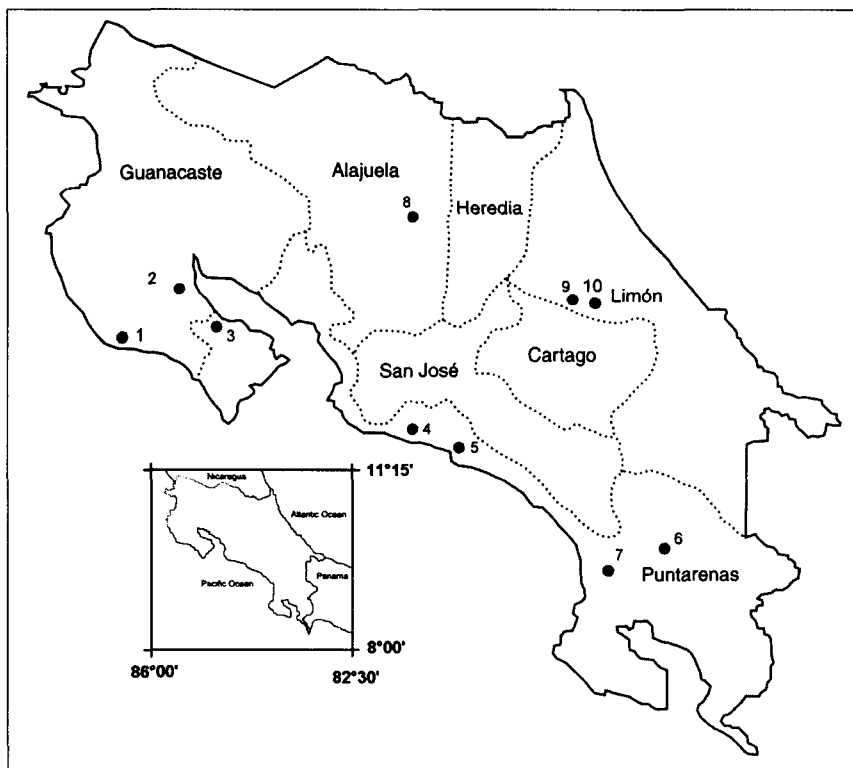 Guanacaste
Alajuela
8
Heredia
2
9 10 Limón
1
3
San José
Cartago
4
5
11°15'
Nicaragua
Atlantic Ocean
Panama
Pacific Ocean
6
7
Puntarenas
8°00'
86°00'
82°30'